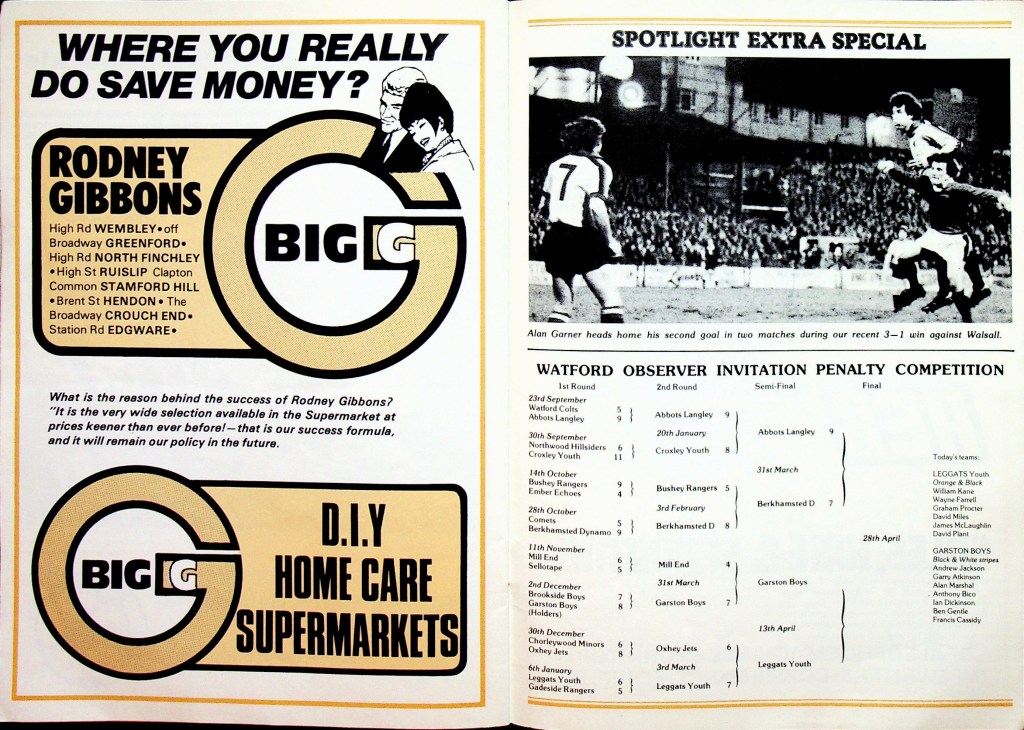 WHERE YOU REALLY
DO SAVE MONEY?
RODNEY
GIBBONS
High Rd WEMBLEY • off
Broadway GREENFORD •
High Rd NORTH FINCHLEY
• High St RUISLIP Clapton
Common STAMFORD HILL
• Brent St HENDON • The
Broadway CROUCH END •
Station Rd EDGWARE •
BIG G
What is the reason behind the success of Rodney Gibbons?
"It is the very wide selection available in the Supermarket at
prices keener than ever before!—that is our success formula,
and it will remain our policy in the future.
BIG G
D.I.Y
HOME CARE
SUPERMARKETS
SPOTLIGHT EXTRA SPECIAL
7
Alan Garner heads home his second goal in two matches during our recent 3—1 win against Walsall.
WATFORD OBSERVER INVITATION PENALTY COMPETITION
1st Round 2nd Round Semi-Final Final
23rd September
Watford Colts 5
Abbots Langley 9
30th September
Northwood Hillsiders 6
Croxley Youth 11
14th October
Bushey Rangers 9
Ember Echoes 4
28th October
Comets 5
Berkhamsted Dynamo 9
11th November
Mill End 6
Sellotape 5
2nd December
Brookside Boys 7
Garston Boys 8
(Holders)
30th December
Chorleywood Minors 6
Oxhey Jets 8
6th January
Leggats Youth 6
Gadeside Rangers 5
Abbots Langley 9
20th January
Croxley Youth 8
Bushey Rangers 5
3rd February
Berkhamsted D 8
Mill End 4
31st March
Garston Boys 7
Oxhey Jets 6
3rd March
Leggats Youth 7
Abbots Langley 9
31st March
Berkhamsted D 7
Garston Boys
13th April
Leggats Youth
28th April
Today's teams:
LEGGATS Youth
Orange & Black
William Kane
Wayne Farrell
Graham Procter
David Miles
James McLaughlin
David Plant
GARSTON BOYS
Black & White stripes
Andrew Jackson
Garry Atkinson
Alan Marshal
Anthony Bico
Ian Dickinson
Ben Gentle
Francis Cassidy